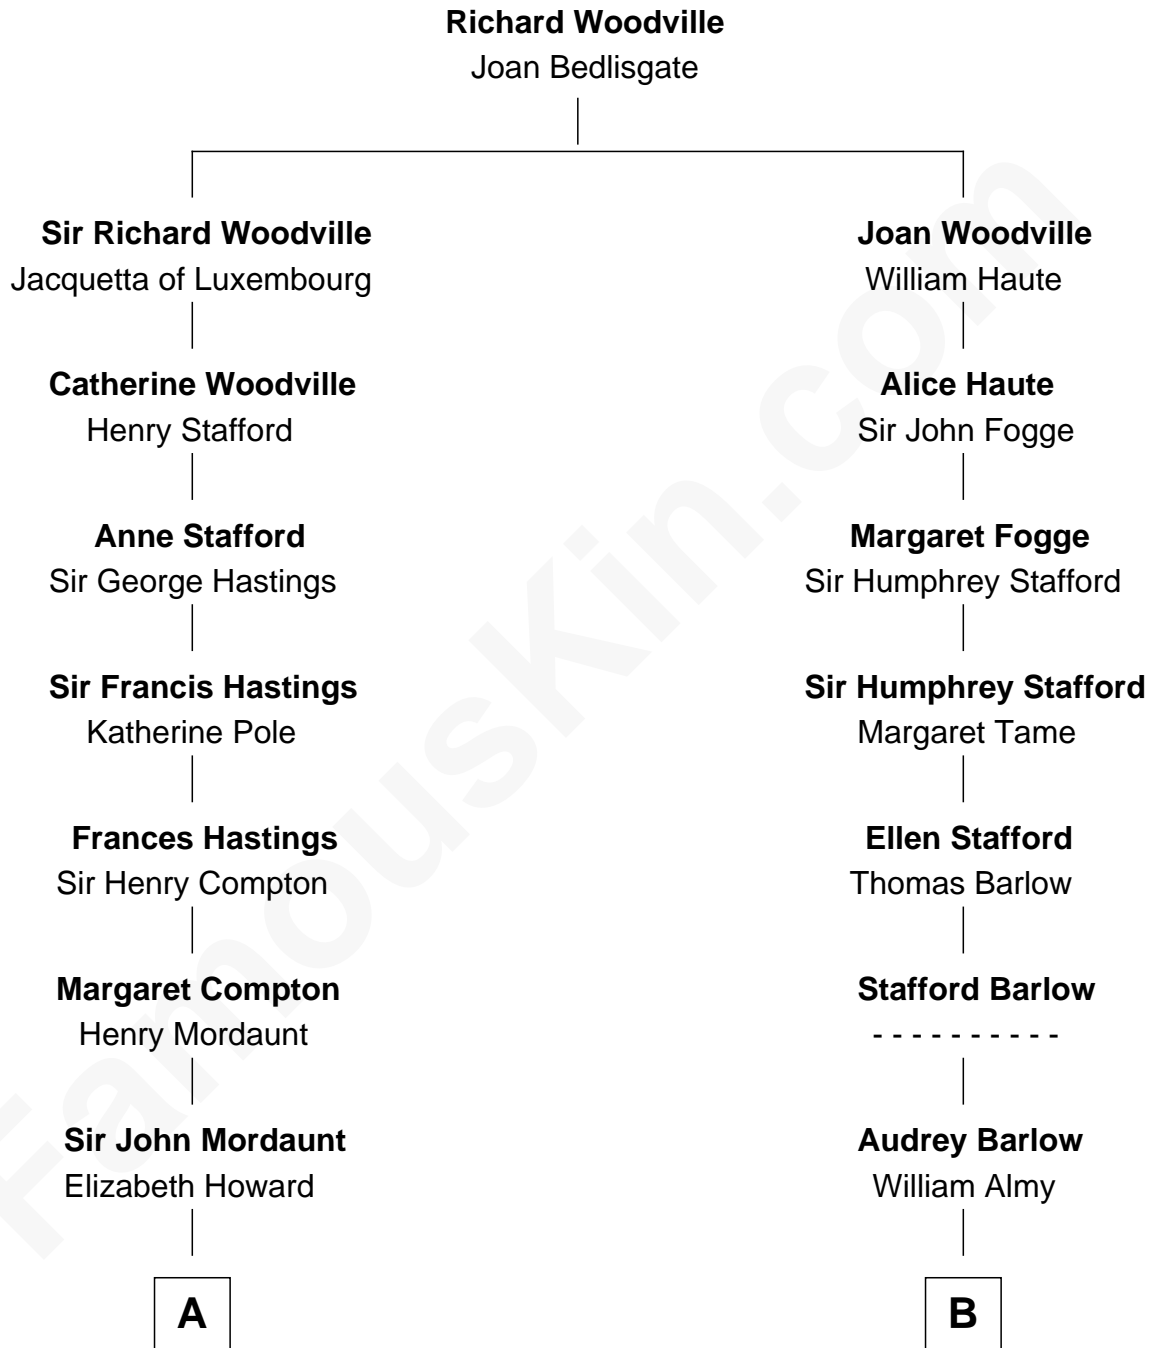 Richard Woodville
Joan Bedlisgate
Sir Richard Woodville
Jacquetta of Luxembourg
Joan Woodville
William Haute
Catherine Woodville
Henry Stafford
Alice Haute
Sir John Fogge
Anne Stafford
Sir George Hastings
Margaret Fogge
Sir Humphrey Stafford
Sir Francis Hastings
Katherine Pole
Sir Humphrey Stafford
Margaret Tame
Frances Hastings
Sir Henry Compton
Ellen Stafford
Thomas Barlow
Margaret Compton
Henry Mordaunt
Stafford Barlow
- - - - - - - - - -
Sir John Mordaunt
Elizabeth Howard
Audrey Barlow
William Almy
A
B
FamousKin.com